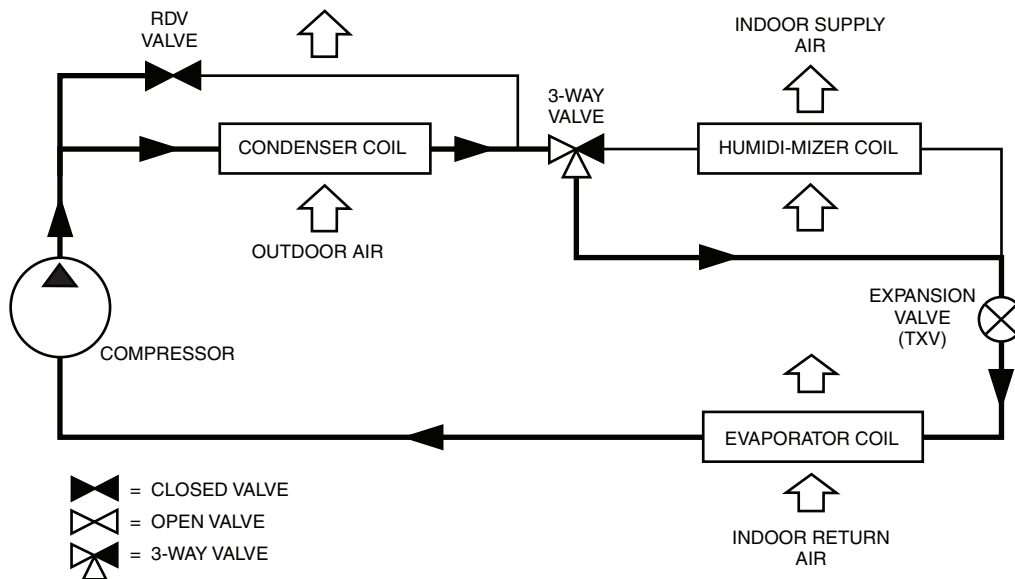 RDV
VALVE
INDOOR SUPPLY
AIR
3-WAY
VALVE
CONDENSER COIL
HUMIDI-MIZER COIL
OUTDOOR AIR
EXPANSION
VALVE
(TXV)
COMPRESSOR
EVAPORATOR COIL
= CLOSED VALVE
= OPEN VALVE
= 3-WAY VALVE
INDOOR RETURN
AIR